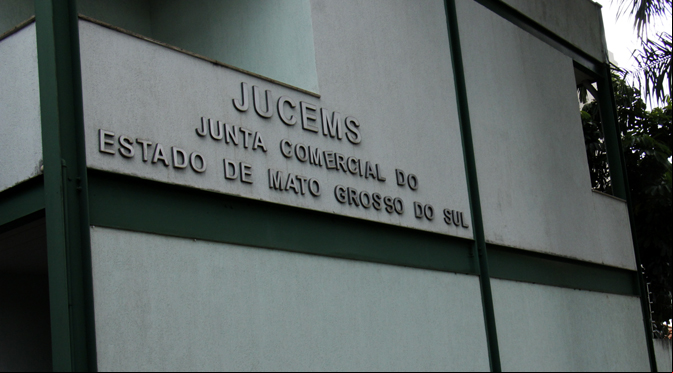 JUCEMS
JUNTA COMERCIAL DO
ESTADO DE MATO GROSSO DO SUL